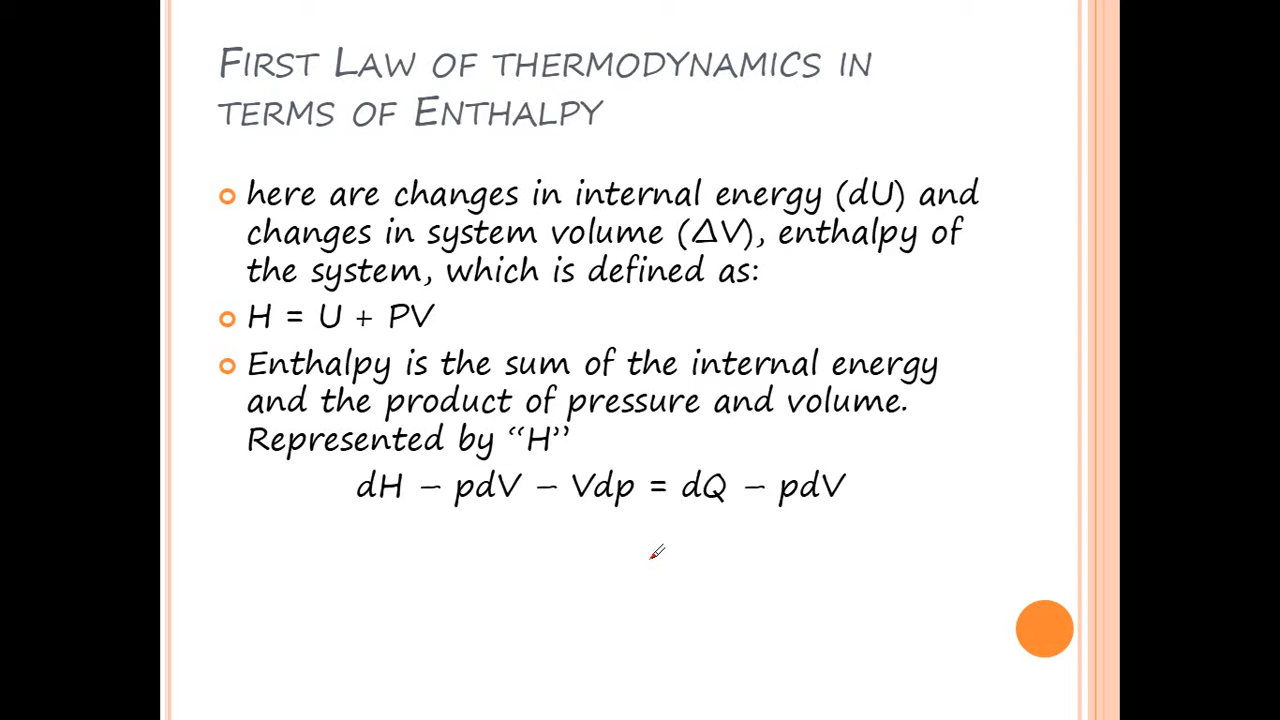 First Law of thermodynamics in
terms of Enthalpy
here are changes in internal energy (dU) and
changes in system volume (ΔV), enthalpy of
the system, which is defined as:
H = U + PV
Enthalpy is the sum of the internal energy
and the product of pressure and volume.
Represented by “H”
dH – pdV – Vdp = dQ – pdV